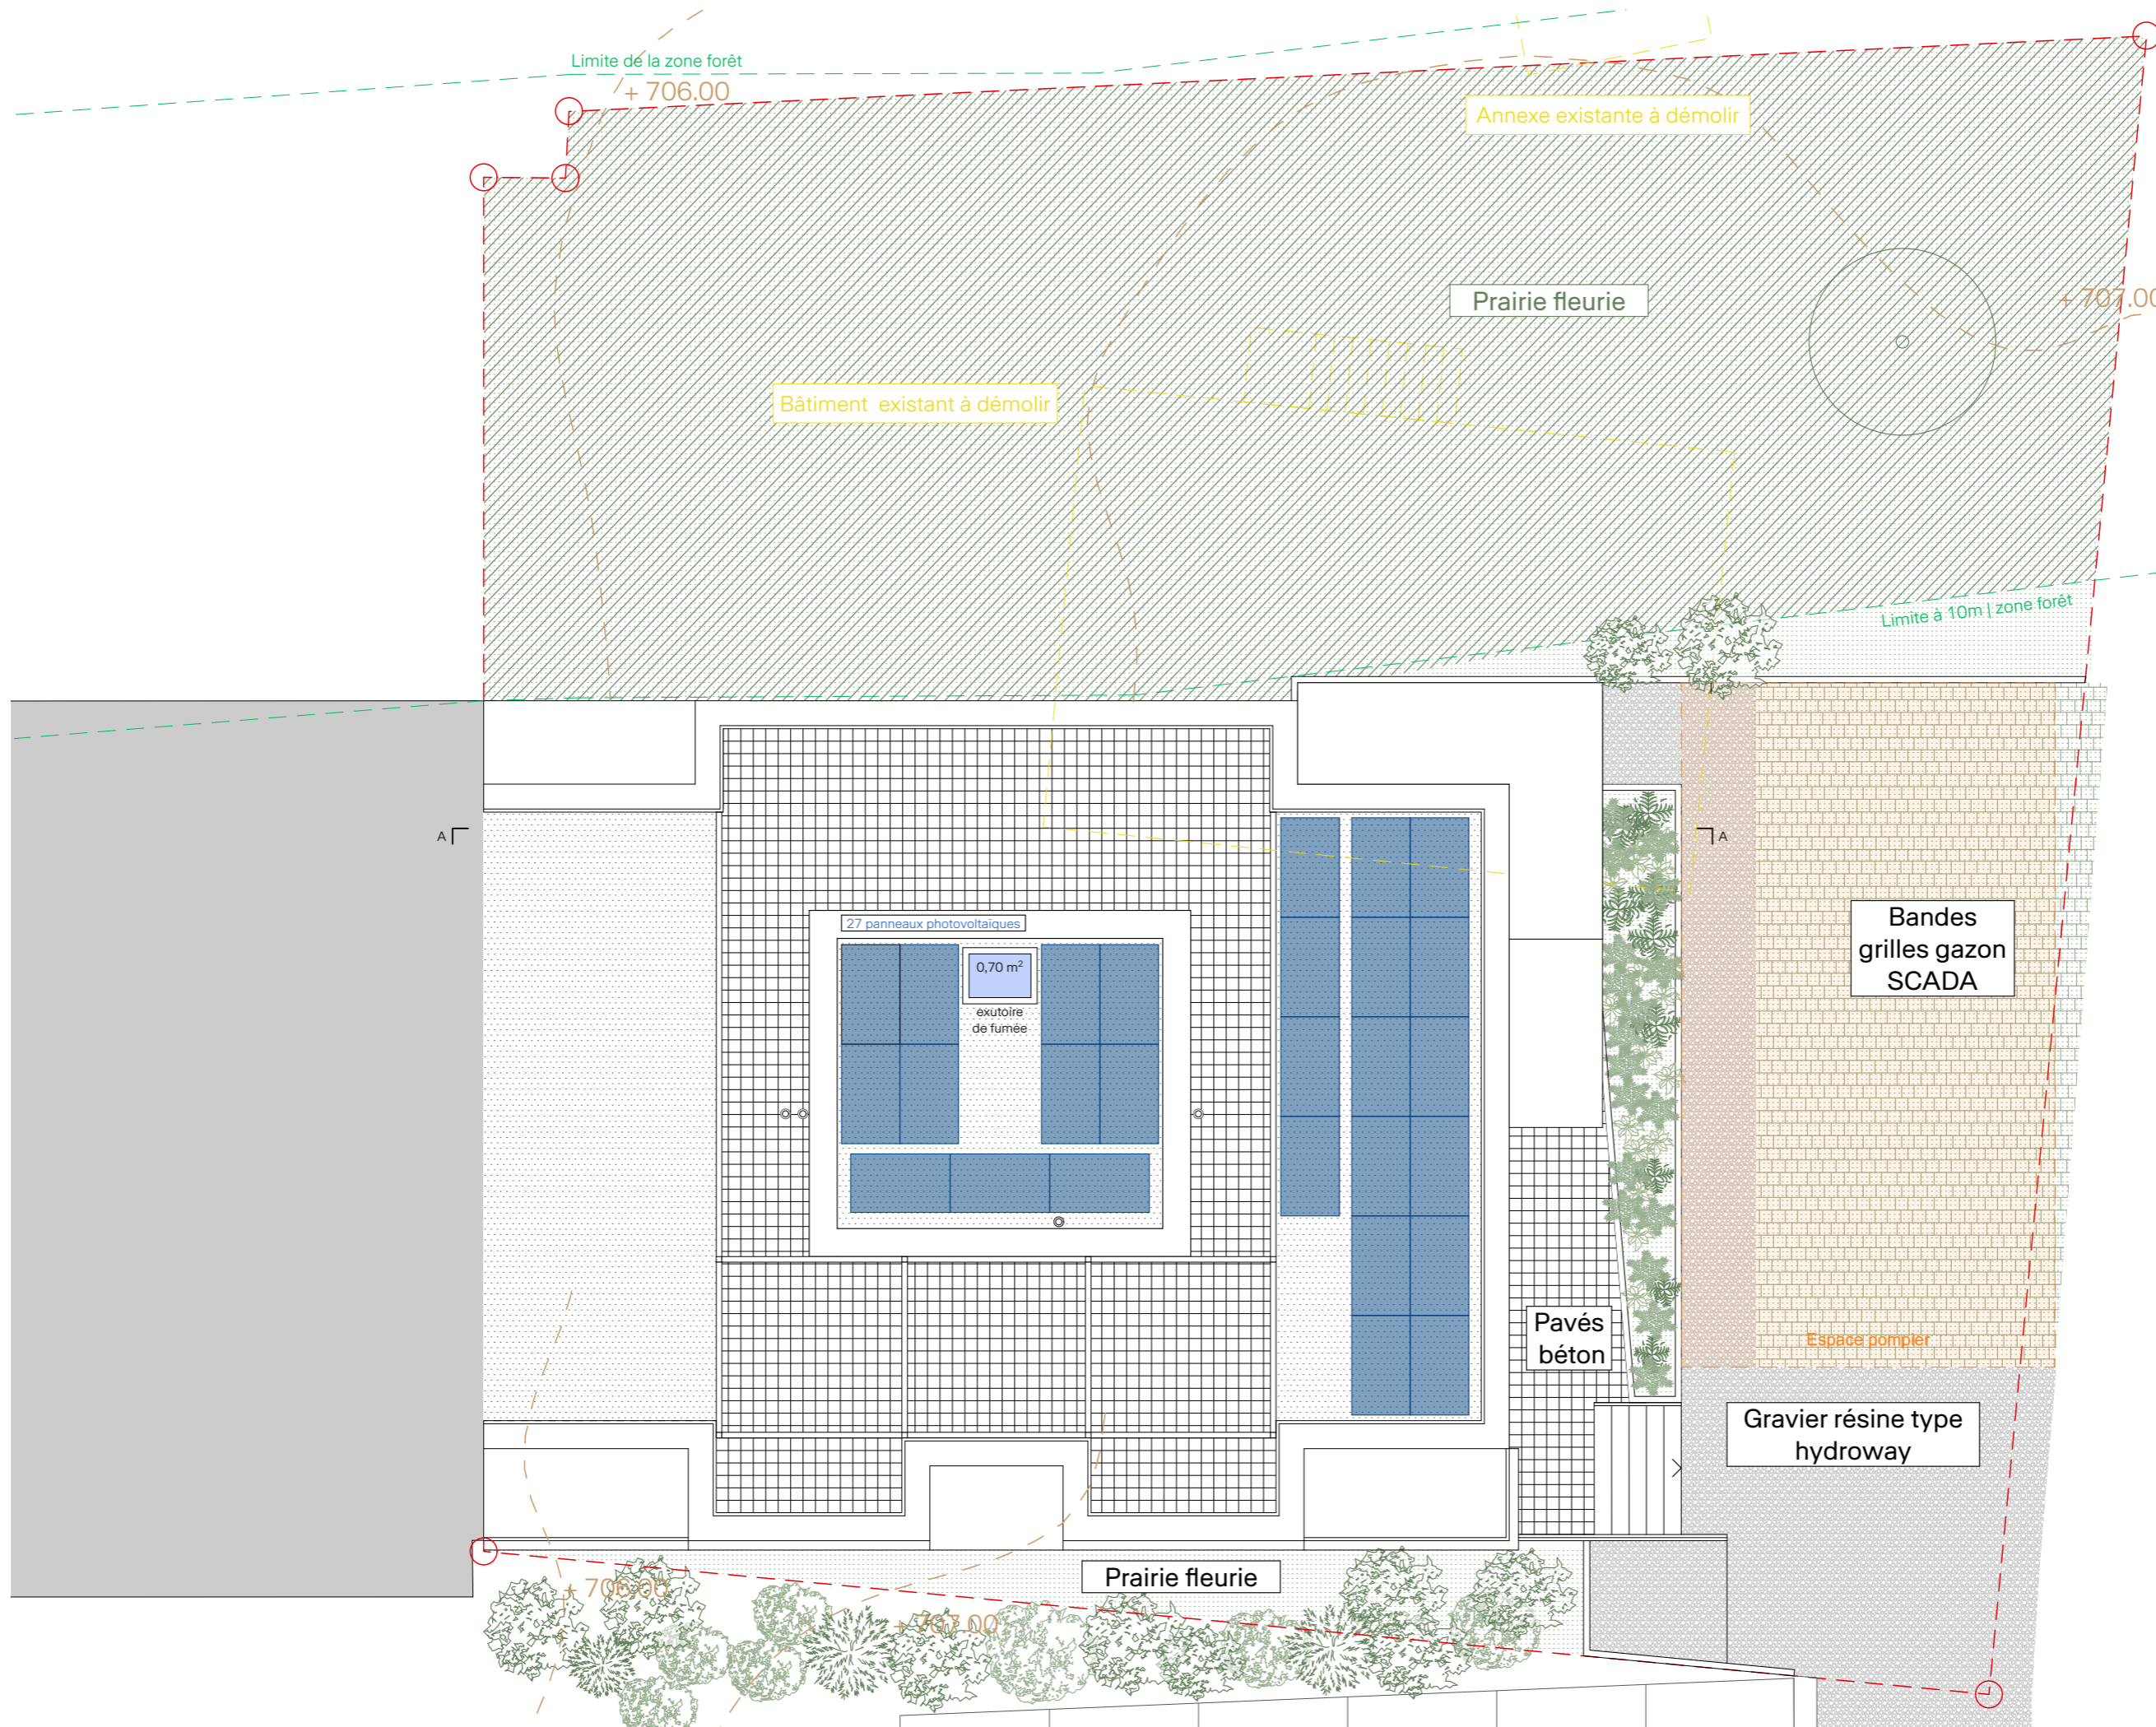 Limite de la zone forêt
+ 706.00
Annexe existante à démolir
Prairie fleurie
+ 707.00
Bâtiment existant à démolir
Limite à 10m | zone forêt
A
A
27 panneaux photovoltaïques
0,70 m²
exutoire
de fumée
Bandes
grilles gazon
SCADA
Pavés
béton
Espace pompier
Gravier résine type
hydroway
Prairie fleurie
+ 706.00
+ 707.00